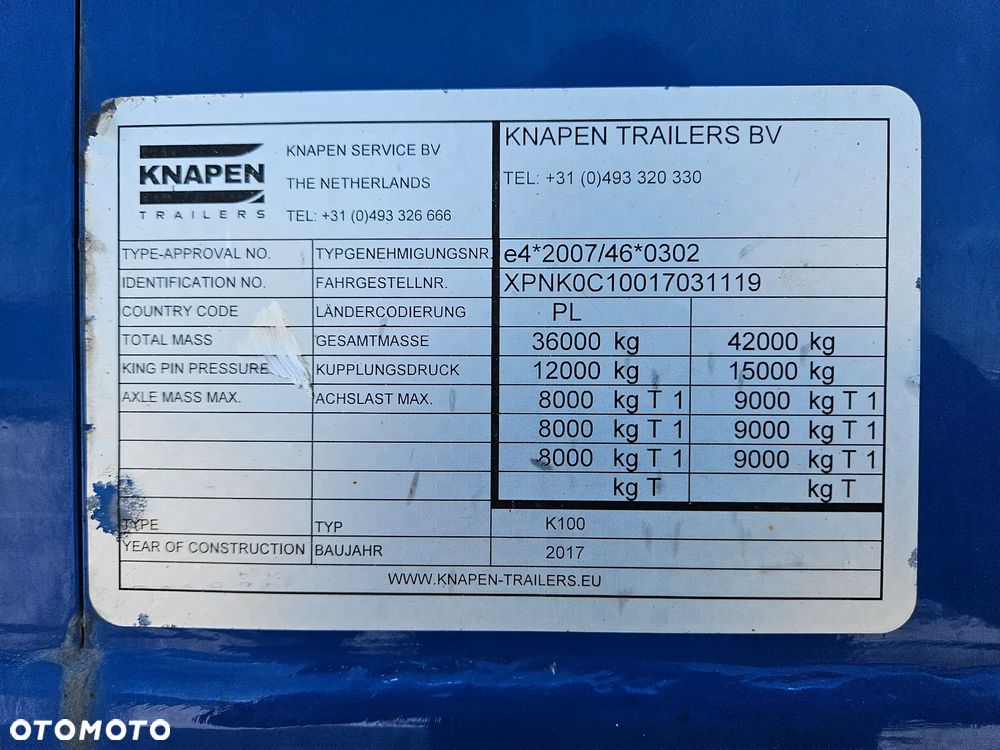 KNAPEN
TRAILERS
KNAPEN SERVICE BV
THE NETHERLANDS
TEL: +31 (0)493 326 666
KNAPEN TRAILERS BV
TEL: +31 (0)493 320 330
TYPE-APPROVAL NO. TYPGENEHMIGUNGSNR. e4*2007/46*0302
IDENTIFICATION NO. FAHRGESTELLNR. XPNK0C10017031119
COUNTRY CODE LÄNDERCODIERUNG PL
TOTAL MASS GESAMTMASSE 36000 kg 42000 kg
KING PIN PRESSURE KUPPLUNGSDRUCK 12000 kg 15000 kg
AXLE MASS MAX. ACHSLAST MAX. 8000 kg T 1 9000 kg T 1
8000 kg T 1 9000 kg T 1
8000 kg T 1 9000 kg T 1
kg T kg T
TYPE TYP K100
YEAR OF CONSTRUCTION BAUJAHR 2017
WWW.KNAPEN-TRAILERS.EU
OTOMOTO